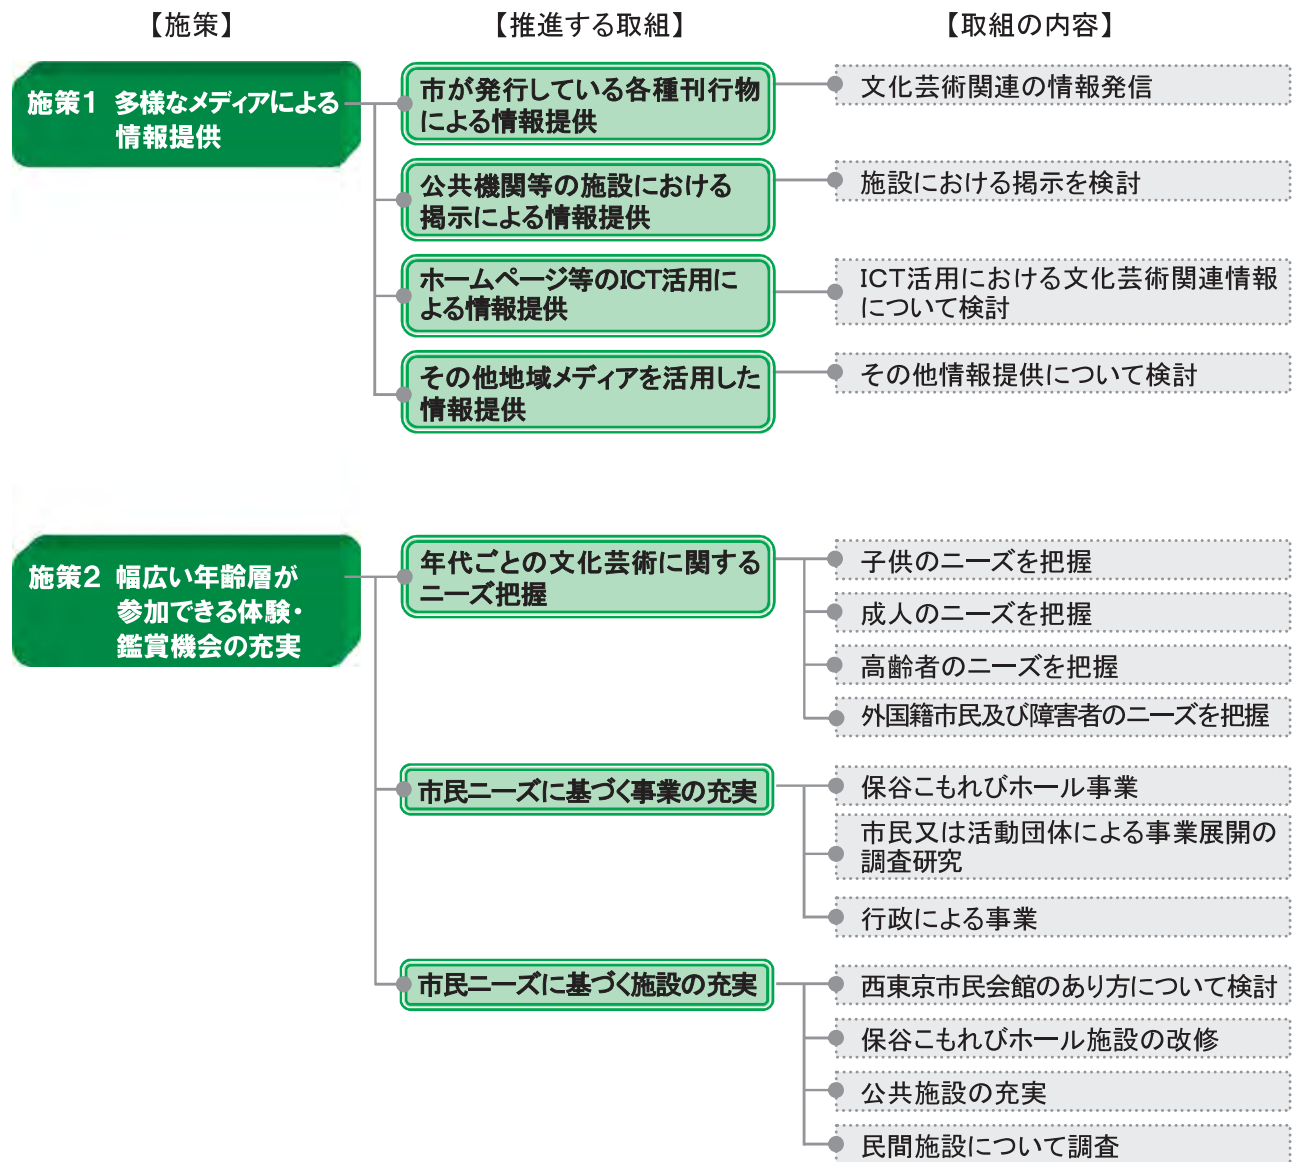 【施策】
【推進する取組】
【取組の内容】
施策1 多様なメディアによる
情報提供
市が発行している各種刊行物
による情報提供
文化芸術関連の情報発信
公共機関等の施設における
掲示による情報提供
施設における掲示を検討
ホームページ等のICT活用に
よる情報提供
ICT活用における文化芸術関連情報
について検討
その他地域メディアを活用した
情報提供
その他情報提供について検討
施策2 幅広い年齢層が
参加できる体験・
鑑賞機会の充実
年代ごとの文化芸術に関する
ニーズ把握
子供のニーズを把握
成人のニーズを把握
高齢者のニーズを把握
外国籍市民及び障害者のニーズを把握
市民ニーズに基づく事業の充実
保谷こもれびホール事業
市民又は活動団体による事業展開の
調査研究
行政による事業
市民ニーズに基づく施設の充実
西東京市民会館のあり方について検討
保谷こもれびホール施設の改修
公共施設の充実
民間施設について調査